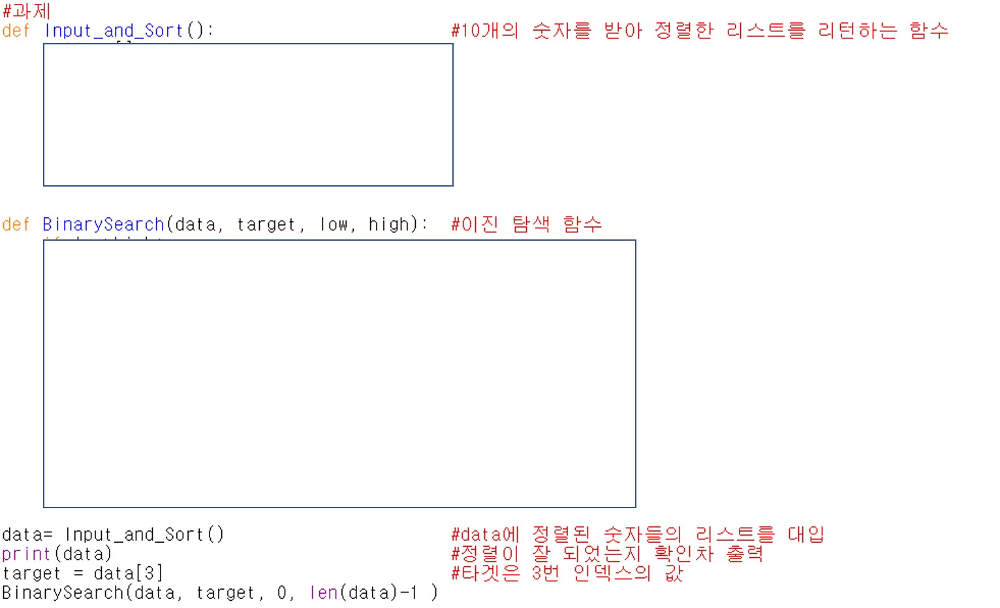 #과제
def Input_and_Sort(): #10개의 숫자를 받아 정렬한 리스트를 리턴하는 함수
def BinarySearch(data, target, low, high): #이진 탐색 함수
data= Input_and_Sort() #data에 정렬된 숫자들의 리스트를 대입
print(data) #정렬이 잘 되었는지 확인차 출력
target = data[3] #타겟은 3번 인덱스의 값
BinarySearch(data, target, 0, len(data)-1 )